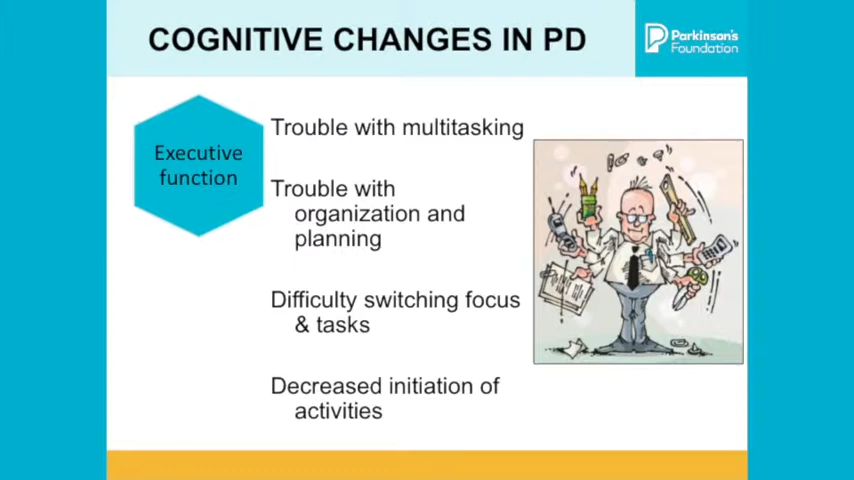 COGNITIVE CHANGES IN PD
Parkinson's
Foundation
Executive
function
Trouble with multitasking
Trouble with
organization and
planning
Difficulty switching focus
& tasks
Decreased initiation of
activities